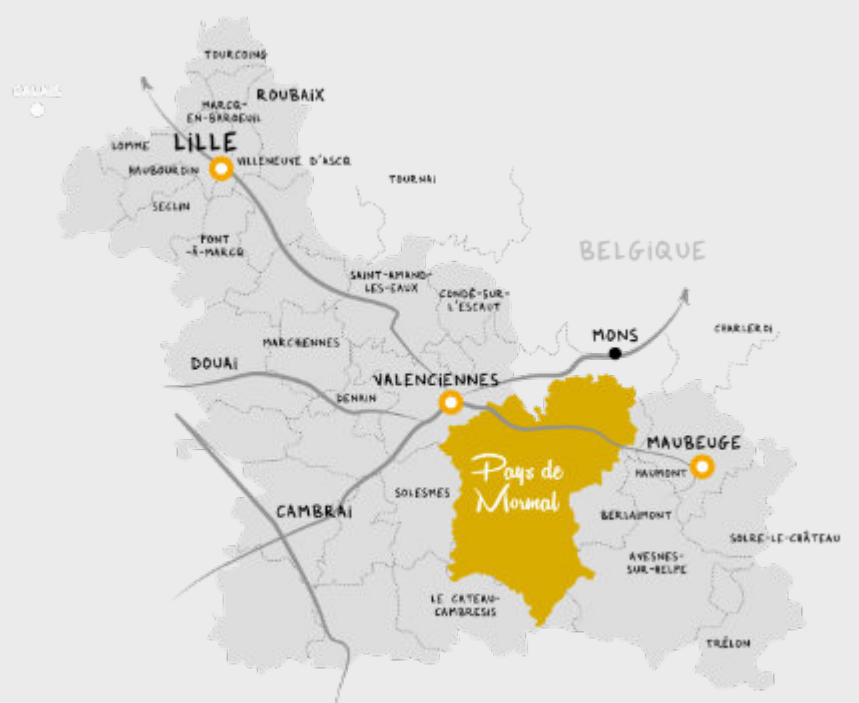 TOURCOING
ROUBAIX
MARCQ-
EN-BAROEUIL
LOMME
LILLE
HAUBOURDIN
VILLENEUVE D'ASCQ
TOURNAI
SECLIN
PONT
-À-MARCQ
BELGIQUE
SAINT-AMAND-
LES-EAUX
CONDÉ-SUR-
L'ESCAUT
MONS
CHARLEROI
MARCHIENNES
DOUAI
VALENCIENNES
DENAIN
MAUBEUGE
Pays de
Mormal
HAUMONT
SOLESMES
CAMBRAI
BERLAIMONT
SOLRE-LE-CHÂTEAU
AVESNES-
SUR-HELPE
LE CATEAU-
CAMBRESIS
TRÉLON